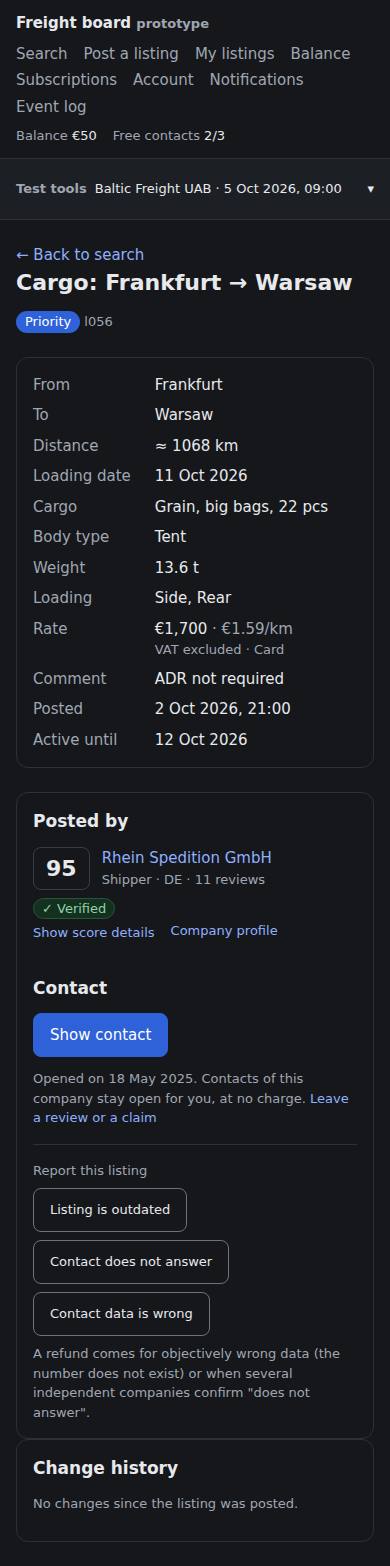 Freight board prototype
Search Post a listing My listings Balance
Subscriptions Account Notifications
Event log
Balance €50 Free contacts 2/3
Test tools Baltic Freight UAB · 5 Oct 2026, 09:00 ▾
← Back to search
Cargo: Frankfurt → Warsaw
Priority l056
From Frankfurt
To Warsaw
Distance ≈ 1068 km
Loading date 11 Oct 2026
Cargo Grain, big bags, 22 pcs
Body type Tent
Weight 13.6 t
Loading Side, Rear
Rate €1,700 · €1.59/km
VAT excluded · Card
Comment ADR not required
Posted 2 Oct 2026, 21:00
Active until 12 Oct 2026
Posted by
95 Rhein Spedition GmbH
Shipper · DE · 11 reviews
✓ Verified
Show score details Company profile
Contact
Show contact
Opened on 18 May 2025. Contacts of this
company stay open for you, at no charge. Leave
a review or a claim
Report this listing
Listing is outdated
Contact does not answer
Contact data is wrong
A refund comes for objectively wrong data (the
number does not exist) or when several
independent companies confirm "does not
answer".
Change history
No changes since the listing was posted.